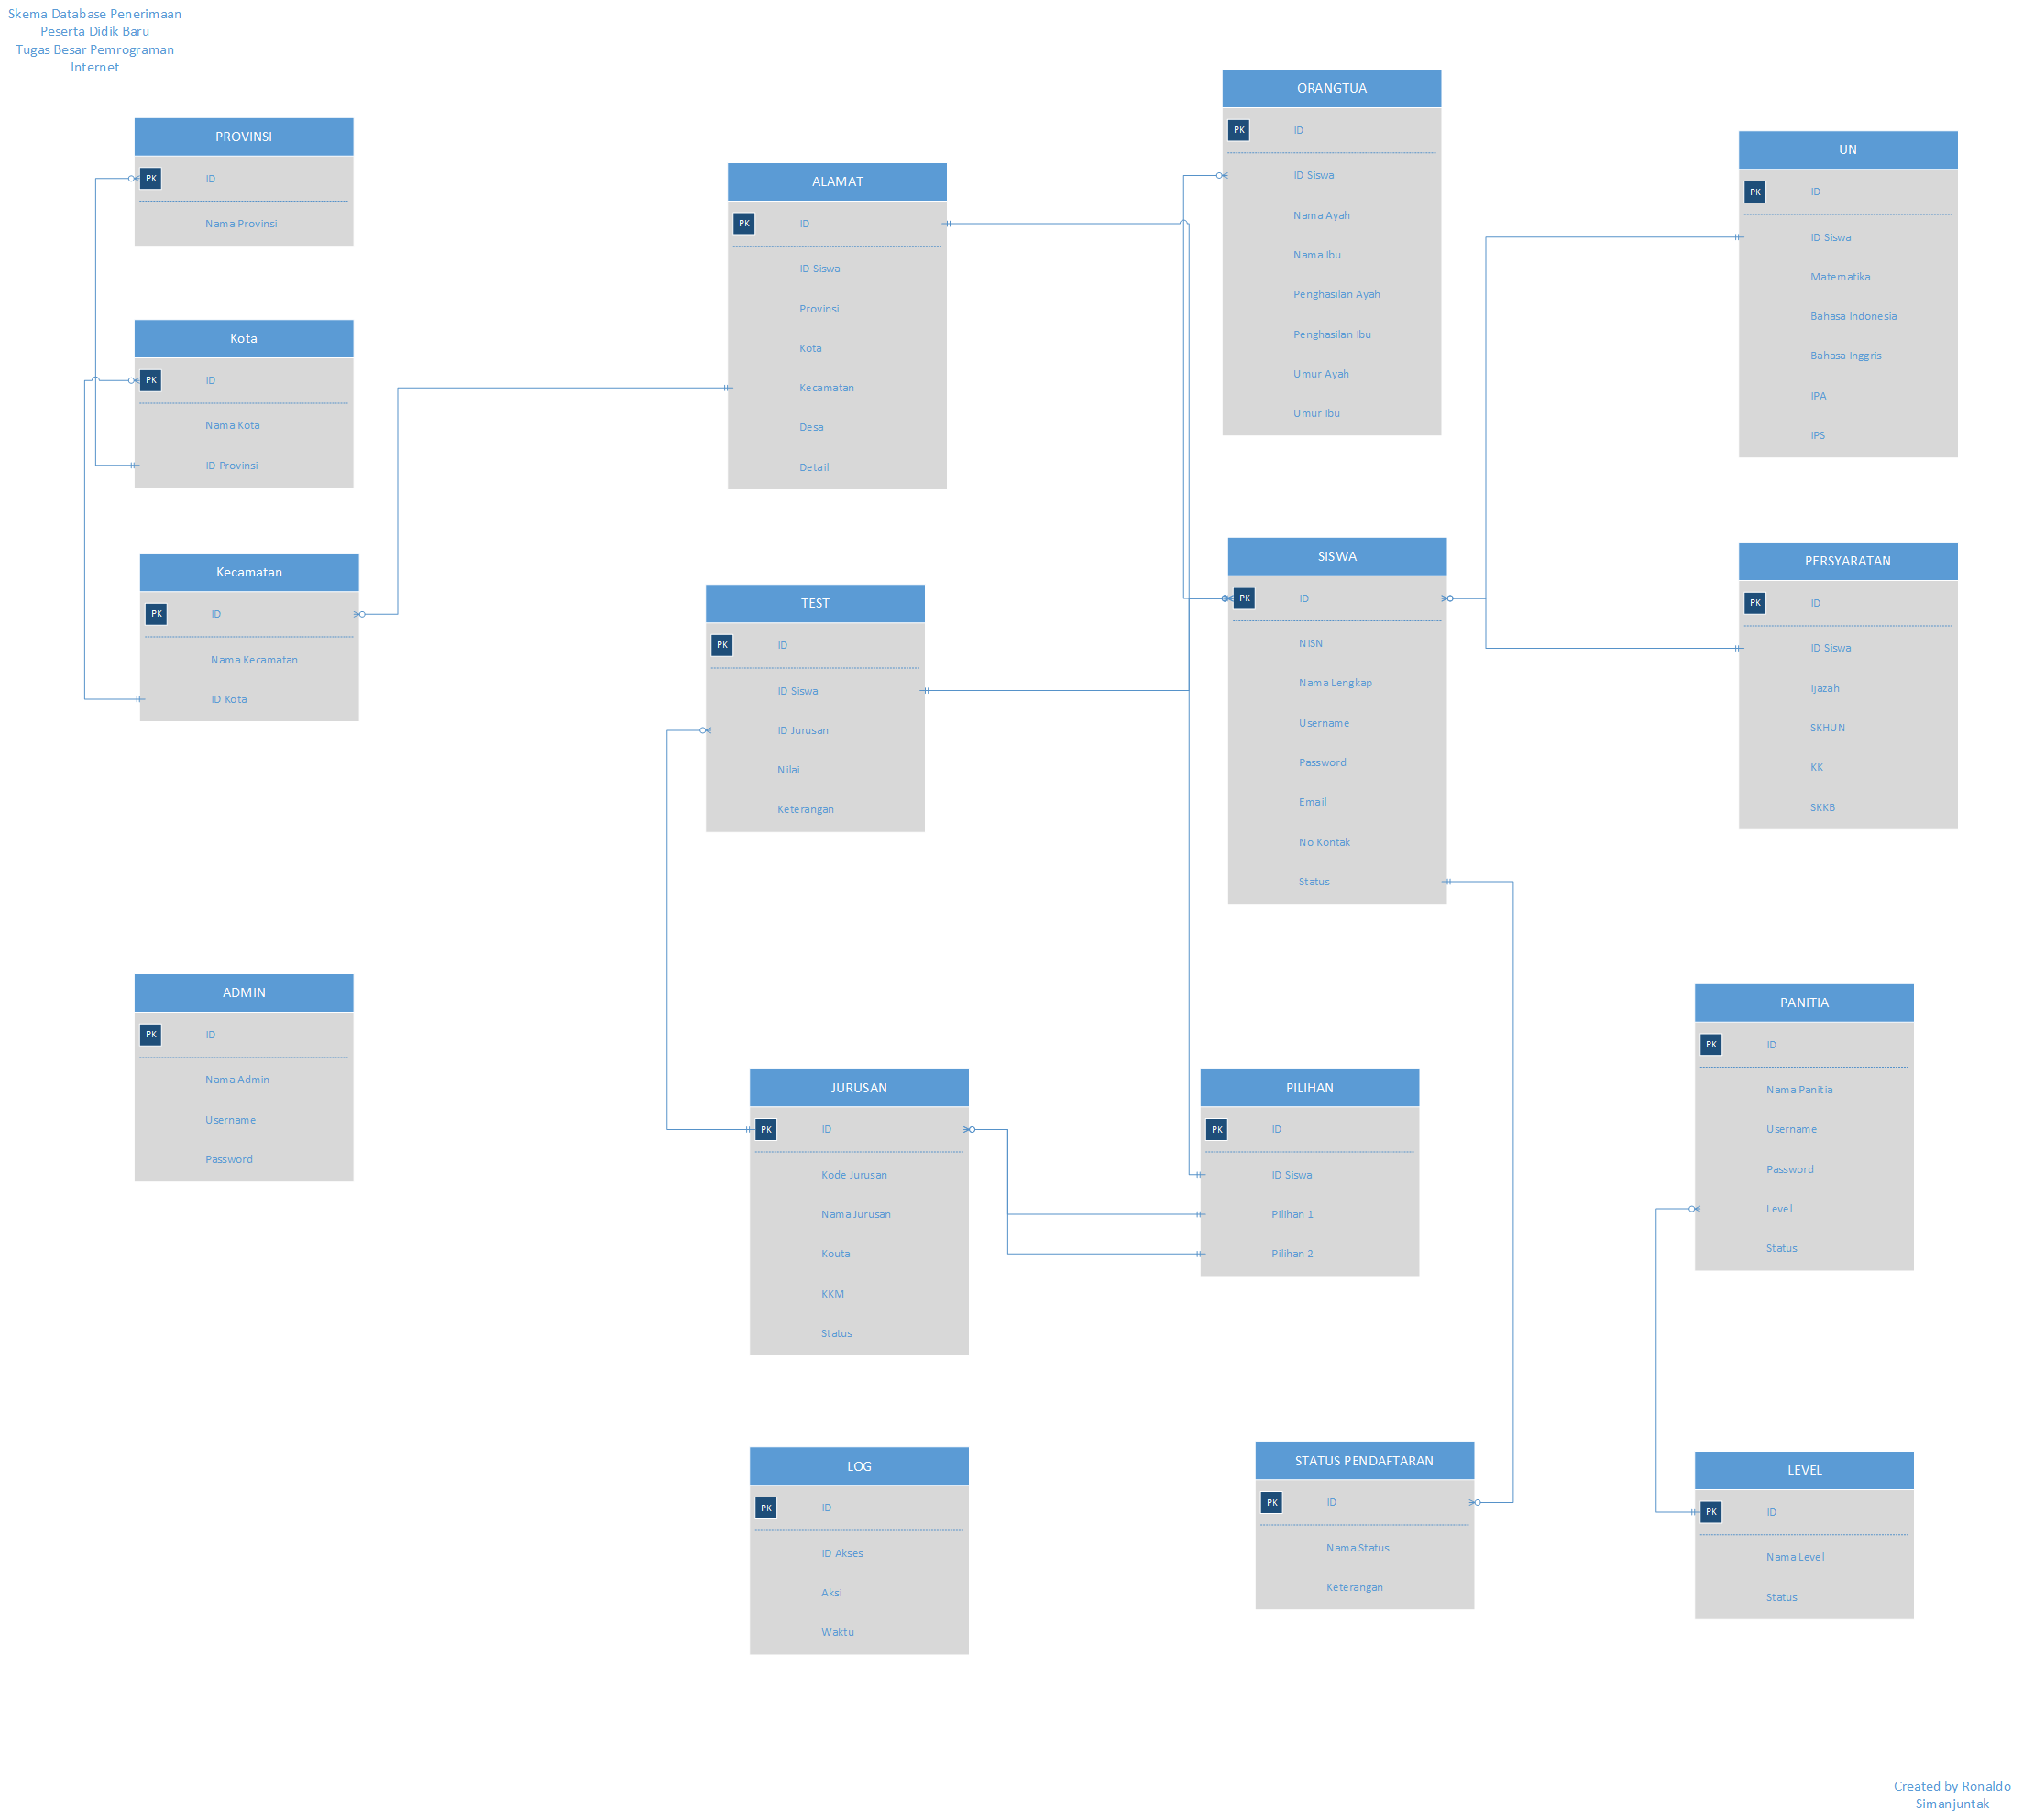 Skema Database Penerimaan
Peserta Didik Baru
Tugas Besar Pemrograman
Internet
PROVINSI
PK ID
Nama Provinsi
Kota
PK ID
Nama Kota
ID Provinsi
Kecamatan
PK ID
Nama Kecamatan
ID Kota
ADMIN
PK ID
Nama Admin
Username
Password
ALAMAT
PK ID
ID Siswa
Provinsi
Kota
Kecamatan
Desa
Detail
TEST
PK ID
ID Siswa
ID Jurusan
Nilai
Keterangan
JURUSAN
PK ID
Kode Jurusan
Nama Jurusan
Kouta
KKM
Status
LOG
PK ID
ID Akses
Aksi
Waktu
ORANGTUA
PK ID
ID Siswa
Nama Ayah
Nama Ibu
Penghasilan Ayah
Penghasilan Ibu
Umur Ayah
Umur Ibu
SISWA
PK ID
NISN
Nama Lengkap
Username
Password
Email
No Kontak
Status
PILIHAN
PK ID
ID Siswa
Pilihan 1
Pilihan 2
STATUS PENDAFTARAN
PK ID
Nama Status
Keterangan
UN
PK ID
ID Siswa
Matematika
Bahasa Indonesia
Bahasa Inggris
IPA
IPS
PERSYARATAN
PK ID
ID Siswa
Ijazah
SKHUN
KK
SKKB
PANITIA
PK ID
Nama Panitia
Username
Password
Level
Status
LEVEL
PK ID
Nama Level
Status
Created by Ronaldo
Simanjuntak